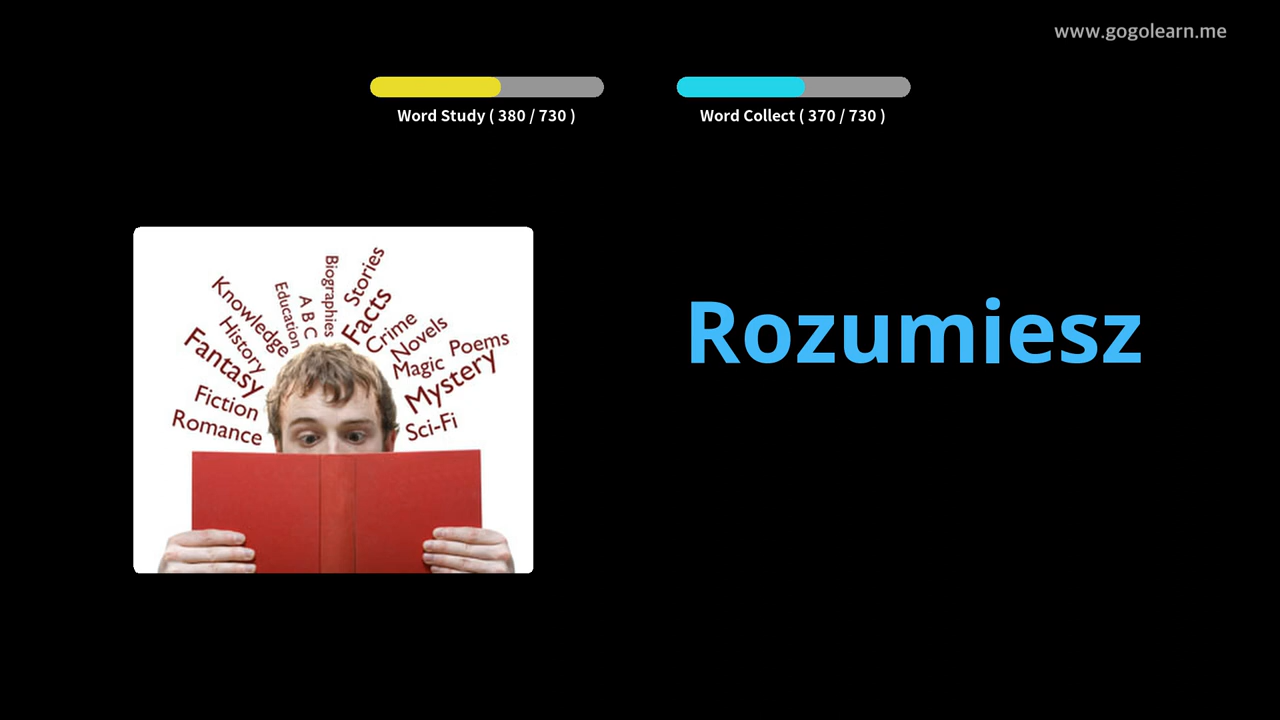 www.gogolearn.me
Word Study ( 380 / 730 )
Word Collect ( 370 / 730 )
Rozumiesz
Knowledge
Education
A B C
Biographies
Stories
Facts
Crime
Novels
Poems
History
Fantasy
Magic
Mystery
Fiction
Romance
Sci-Fi